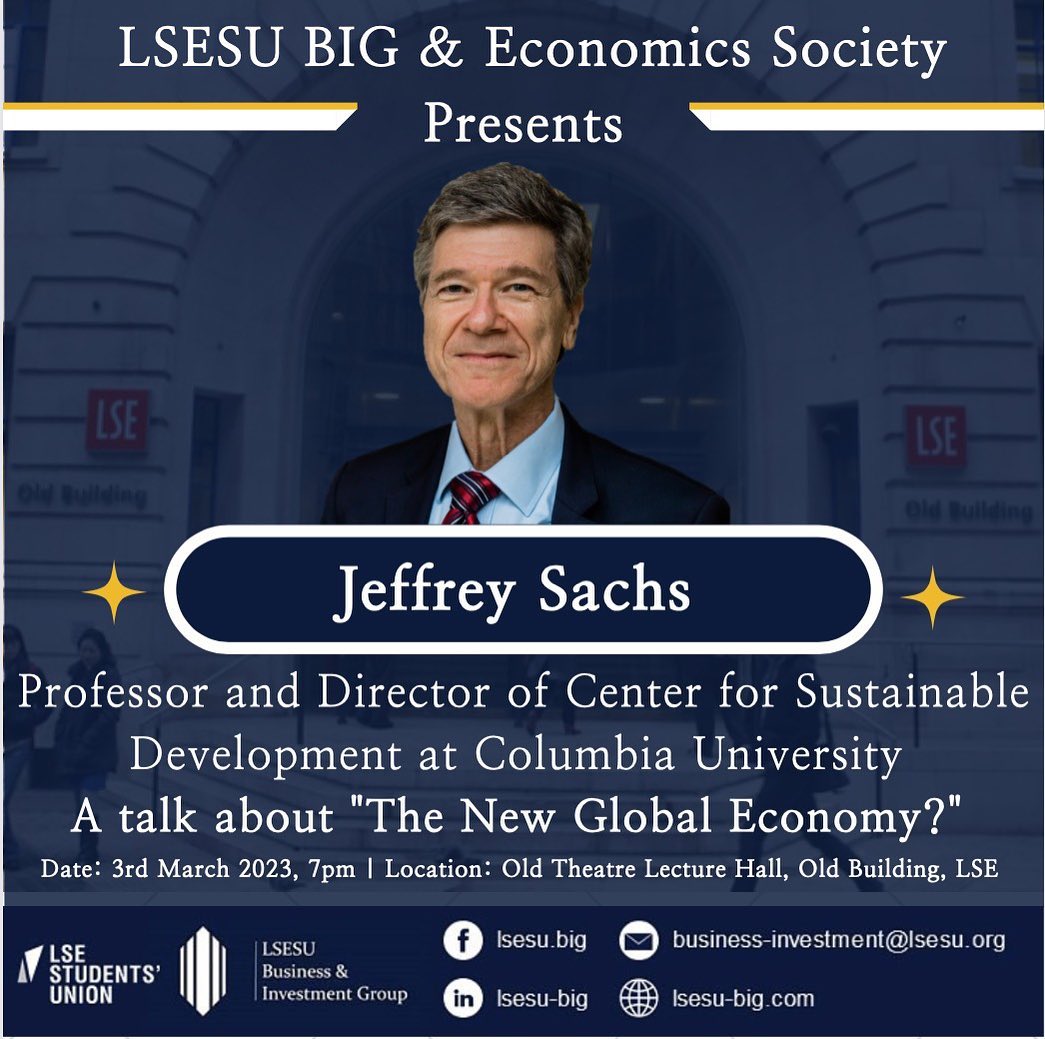 LSESU BIG & Economics Society
Presents
LSE
Old Building
LSE
Old Building
Jeffrey Sachs
Professor and Director of Center for Sustainable
Development at Columbia University
A talk about "The New Global Economy?"
Date: 3rd March 2023, 7pm | Location: Old Theatre Lecture Hall, Old Building, LSE
LSE
STUDENTS'
UNION
LSESU
Business &
Investment Group
lsesu.big
business-investment@lsesu.org
in
lsesu-big
lsesu-big.com